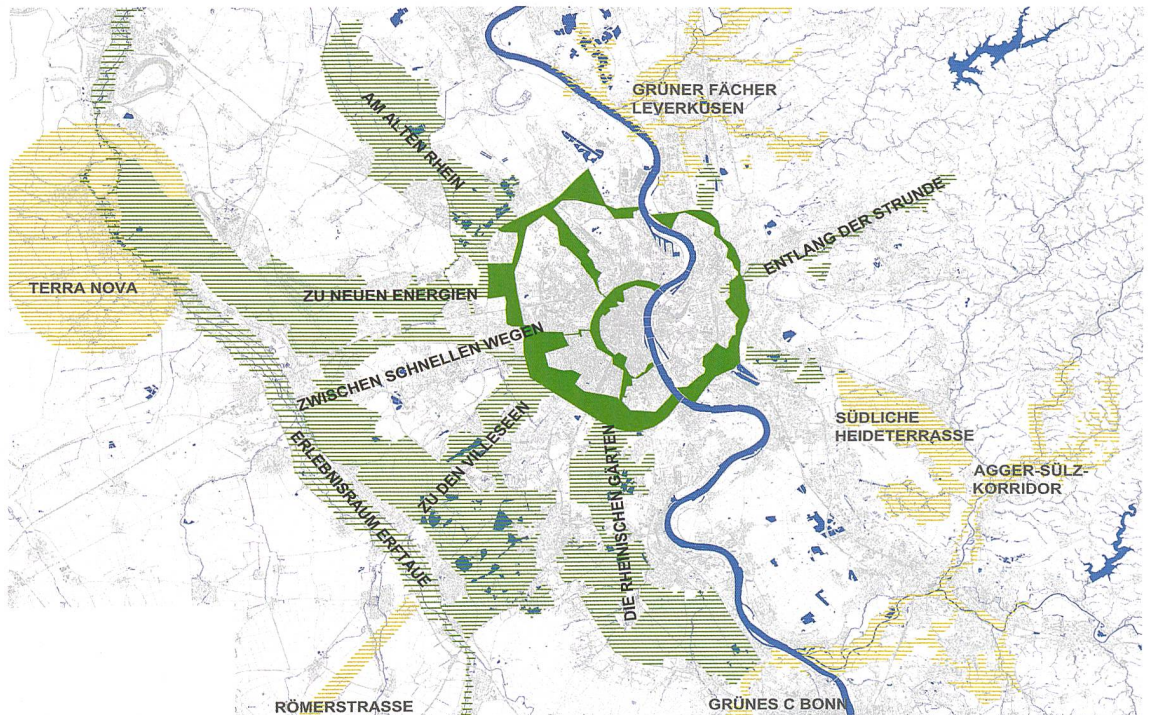 GRÜNER FÄCHER
LEVERKUSEN
AM ALTEN RHEIN
ENTLANG DER STRUNDE
TERRA NOVA
ZU NEUEN ENERGIEN
ZWISCHEN SCHNELLEN WEGEN
SÜDLICHE
HEIDETERRASSE
ZU DEN VILLESEEN
DIE RHEINISCHEN GÄRTEN
ERLEBNISRAUM ERFTAUE
AGGER-SÜLZ-
KORRIDOR
RÖMERSTRASSE
GRÜNES C BONN